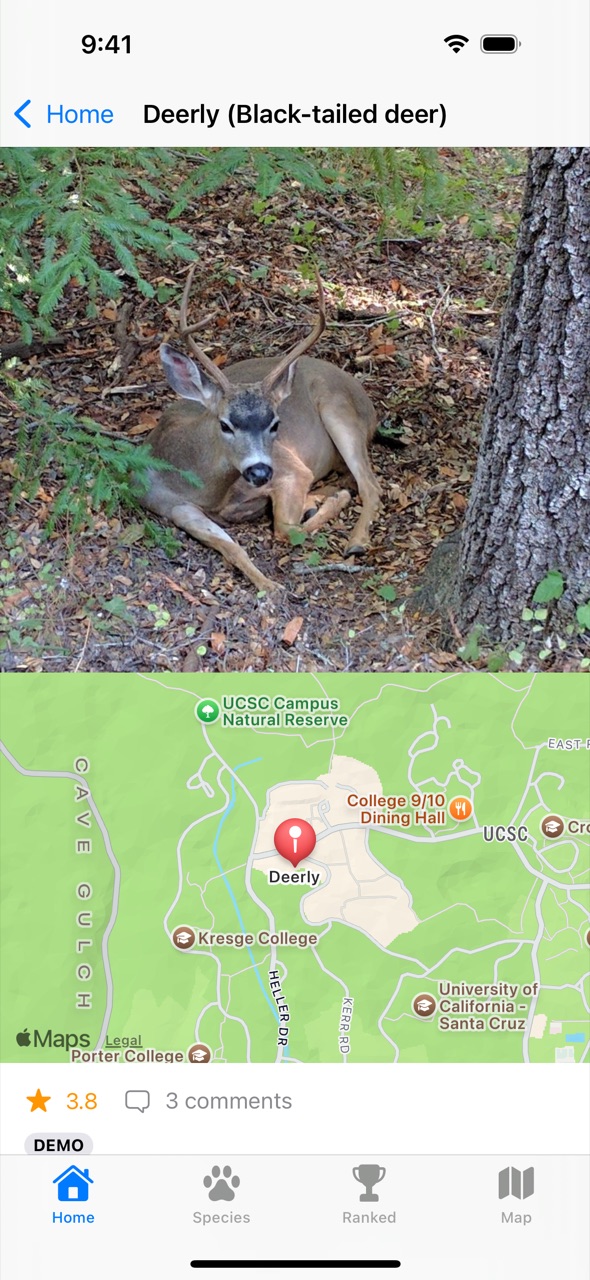 9:41
Home
Deerly (Black-tailed deer)
UCSC Campus
Natural Reserve
EAST R
CAVE GULCH
College 9/10
Dining Hall
UCSC
Cro
Deerly
Kresge College
HELLER DR
KERR RD
University of
California -
Santa Cruz
Maps
Legal
Porter College
3.8
3 comments
DEMO
Home
Species
Ranked
Map